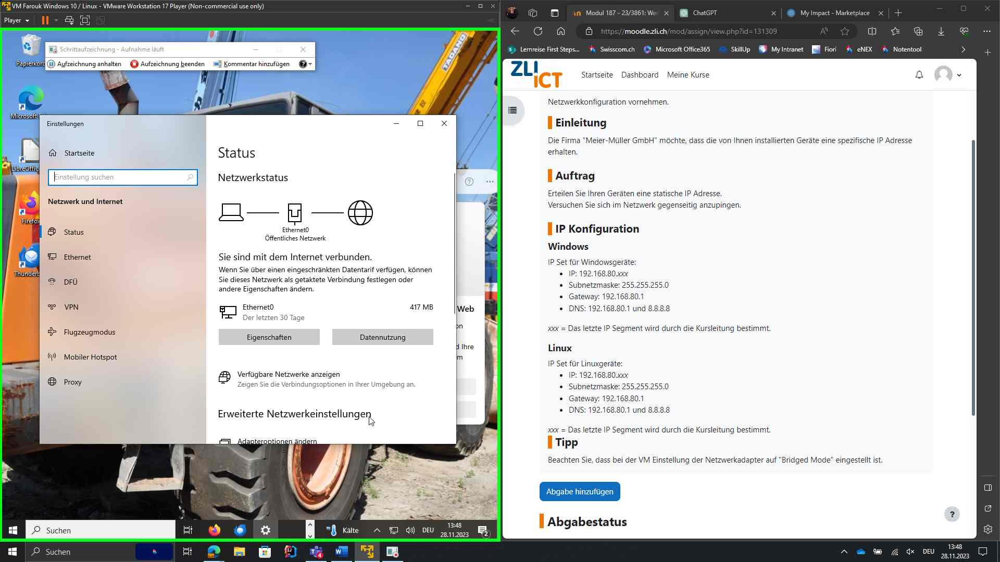 VM Farouk Windows 10 / Linux - VMware Workstation 17 Player (Non-commercial use only)
Player
Papierkorb
Schrittaufzeichnung - Aufnahme läuft
Aufzeichnung anhalten
Aufzeichnung beenden
Kommentar hinzufügen
TADANO
Microsoft
LibreOffic
Firefox
Thunderb
Einstellungen
Startseite
Einstellung suchen
Netzwerk und Internet
Status
Ethernet
DFÜ
VPN
Flugzeugmodus
Mobiler Hotspot
Proxy
Status
Netzwerkstatus
Ethernet0
Öffentliches Netzwerk
Sie sind mit dem Internet verbunden.
Wenn Sie über einen eingeschränkten Datentarif verfügen, können
Sie dieses Netzwerk als getaktete Verbindung festlegen oder
andere Eigenschaften ändern.
Ethernet0
417 MB
Der letzten 30 Tage
Eigenschaften
Datennutzung
Verfügbare Netzwerke anzeigen
Zeigen Sie die Verbindungsoptionen in Ihrer Umgebung an.
Erweiterte Netzwerkeinstellungen
Adapteroptionen ändern
Web
on
d Ihre
m
Suchen
Kälte
DEU
13:48
28.11.2023
2
Modul 187 - 23/3861: Wer
ChatGPT
My Impact - Marketplace
https://moodle.zli.ch/mod/assign/view.php?id=131309
Lernreise First Steps...
Swisscom.ch
Microsoft Office365
SkillUp
My Intranet
Fiori
eNEX
Notentool
ZLI ICT
Startseite
Dashboard
Meine Kurse
Netzwerkkonfiguration vornehmen.
Einleitung
Die Firma "Meier-Müller GmbH" möchte, dass die von Ihnen installierten Geräte eine spezifische IP Adresse
erhalten.
Auftrag
Erteilen Sie Ihren Geräten eine statische IP Adresse.
Versuchen Sie sich im Netzwerk gegenseitig anzupingen.
IP Konfiguration
Windows
IP Set für Windowsgeräte:
• IP: 192.168.80.xxx
• Subnetzmaske: 255.255.255.0
• Gateway: 192.168.80.1
• DNS: 192.168.80.1 und 8.8.8.8
xxx = Das letzte IP Segment wird durch die Kursleitung bestimmt.
Linux
IP Set für Linuxgeräte:
• IP: 192.168.80.xxx
• Subnetzmaske: 255.255.255.0
• Gateway: 192.168.80.1
• DNS: 192.168.80.1 und 8.8.8.8
xxx = Das letzte IP Segment wird durch die Kursleitung bestimmt.
Tipp
Beachten Sie, dass bei der VM Einstellung der Netzwerkadapter auf "Bridged Mode" eingestellt ist.
Abgabe hinzufügen
?
Abgabestatus
Suchen
4
DEU
13:48
28.11.2023